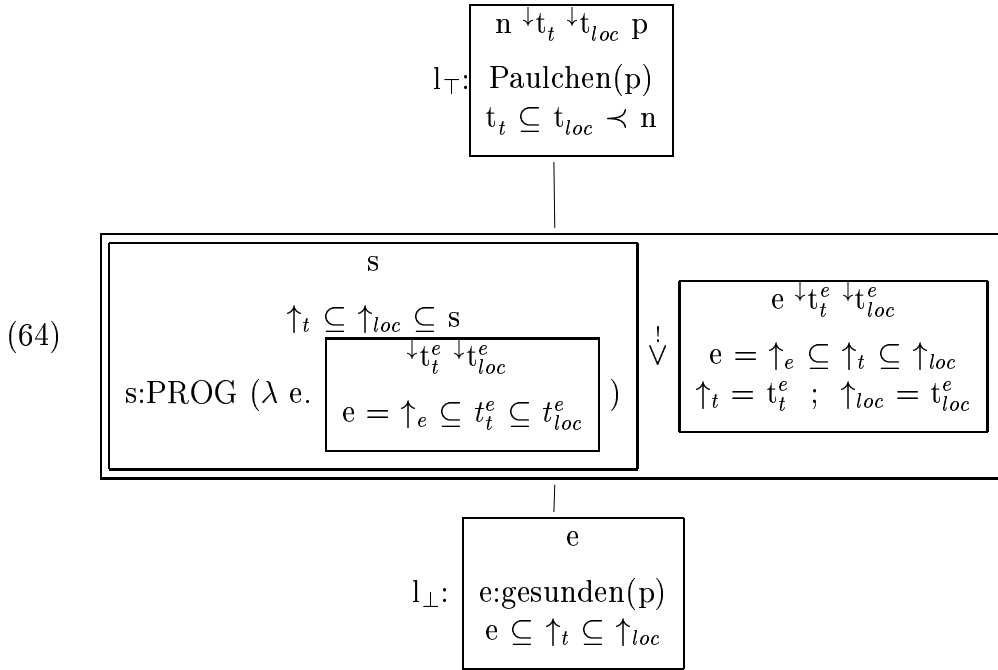 n ↓t_t ↓t_loc p
l_⊤: Paulchen(p)
t_t ⊆ t_loc ≺ n
(64)
s
↑_t ⊆ ↑_loc ⊆ s
s:PROG (λ e.
↓t^e_t ↓t^e_loc
e = ↑_e ⊆ t^e_t ⊆ t^e_loc
)
!
∨
e ↓t^e_t ↓t^e_loc
e = ↑_e ⊆ ↑_t ⊆ ↑_loc
↑_t = t^e_t ; ↑_loc = t^e_loc
e
l_⊥: e:gesunden(p)
e ⊆ ↑_t ⊆ ↑_loc